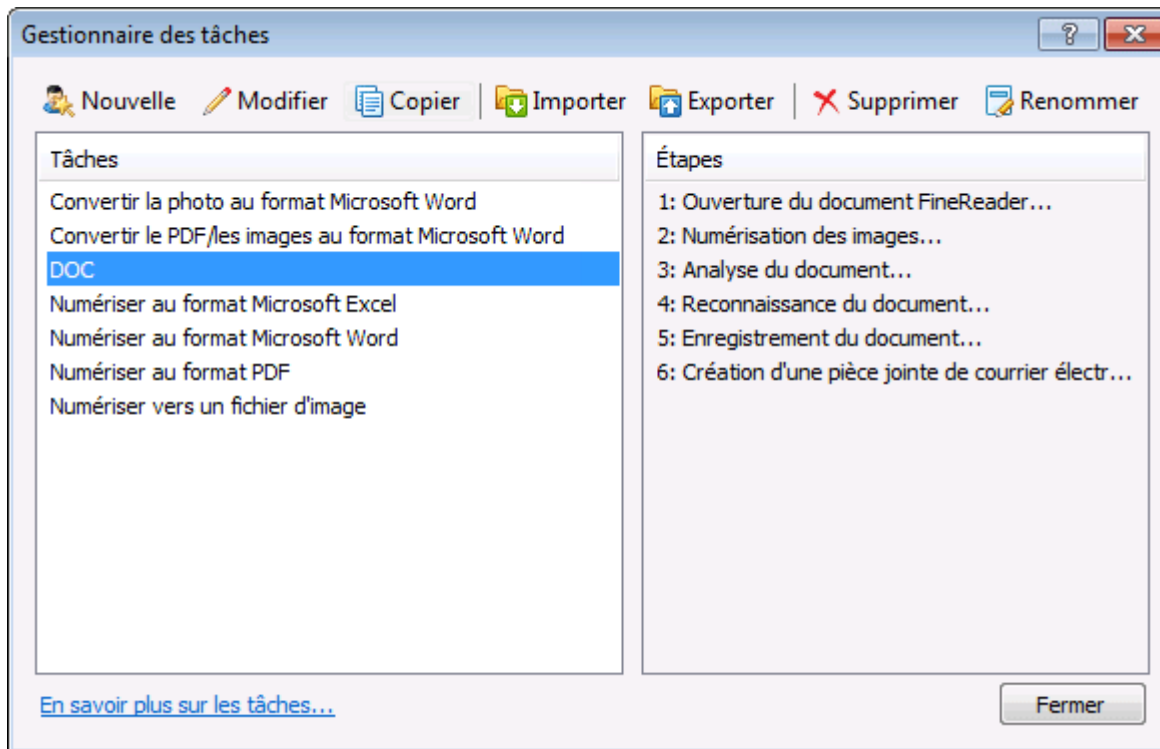 Gestionnaire des tâches
Nouvelle Modifier Copier Importer Exporter Supprimer Renommer
Tâches
Convertir la photo au format Microsoft Word
Convertir le PDF/les images au format Microsoft Word
DOC
Numériser au format Microsoft Excel
Numériser au format Microsoft Word
Numériser au format PDF
Numériser vers un fichier d'image
Étapes
1: Ouverture du document FineReader...
2: Numérisation des images...
3: Analyse du document...
4: Reconnaissance du document...
5: Enregistrement du document...
6: Création d'une pièce jointe de courrier électr...
En savoir plus sur les tâches...
Fermer